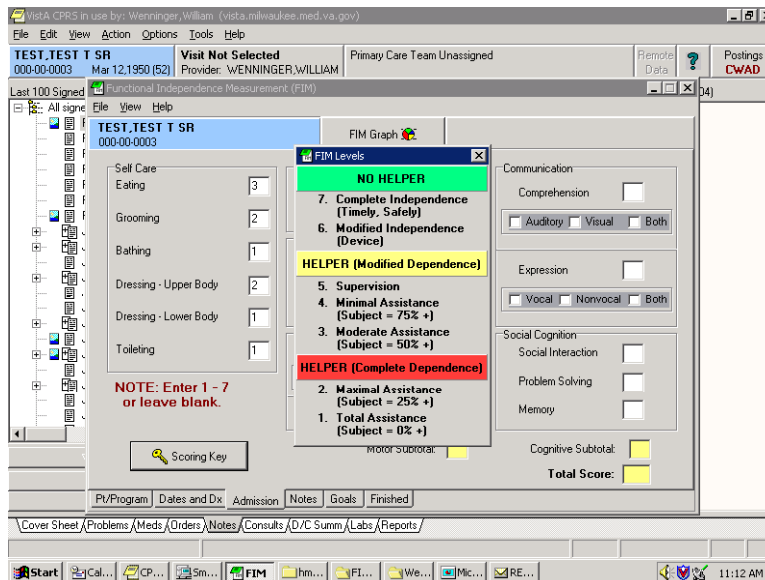 VistA CPRS in use by: Wenninger,William (vista.milwaukee.med.va.gov)
File Edit View Action Options Tools Help
TEST,TEST T SR
000-00-0003 Mar 12,1950 (52)
Visit Not Selected
Provider: WENNINGER,WILLIAM
Primary Care Team Unassigned
Remote
Data
?
Postings
CWAD
Last 100 Signed
04)
All signe
Functional Independence Measurement (FIM)
File View Help
TEST,TEST T SR
000-00-0003
FIM Graph
Self Care
Eating 3
Grooming 2
Bathing 1
Dressing - Upper Body 2
Dressing - Lower Body 1
Toileting 1
NOTE: Enter 1 - 7
or leave blank.
Scoring Key
FIM Levels
NO HELPER
7. Complete Independence
(Timely, Safely)
6. Modified Independence
(Device)
HELPER (Modified Dependence)
5. Supervision
4. Minimal Assistance
(Subject = 75% +)
3. Moderate Assistance
(Subject = 50% +)
HELPER (Complete Dependence)
2. Maximal Assistance
(Subject = 25% +)
1. Total Assistance
(Subject = 0% +)
Motor Subtotal:
Communication
Comprehension
Auditory Visual Both
Expression
Vocal Nonvocal Both
Social Cognition
Social Interaction
Problem Solving
Memory
Cognitive Subtotal:
Total Score:
Pt/Program Dates and Dx Admission Notes Goals Finished
Cover Sheet Problems Meds Orders Notes Consults D/C Summ Labs Reports
Start Cal... CP... Sm... FIM hm... FI... We... Mic... RE... 11:12 AM